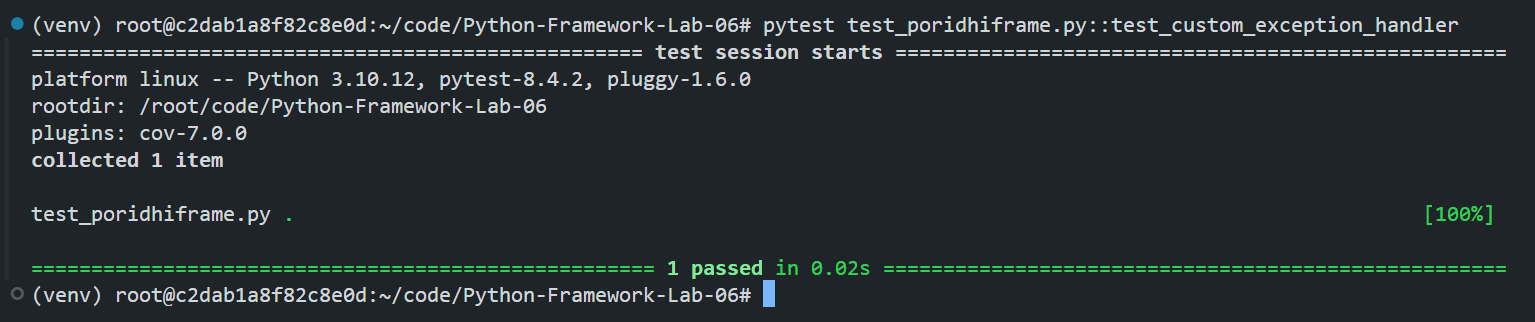 (venv) root@c2dab1a8f82c8e0d:~/code/Python-Framework-Lab-06# pytest test_poridhiframe.py::test_custom_exception_handler
=================================================== test session starts ===================================================
platform linux -- Python 3.10.12, pytest-8.4.2, pluggy-1.6.0
rootdir: /root/code/Python-Framework-Lab-06
plugins: cov-7.0.0
collected 1 item
test_poridhiframe.py . [100%]
==================================================== 1 passed in 0.02s ====================================================
(venv) root@c2dab1a8f82c8e0d:~/code/Python-Framework-Lab-06#